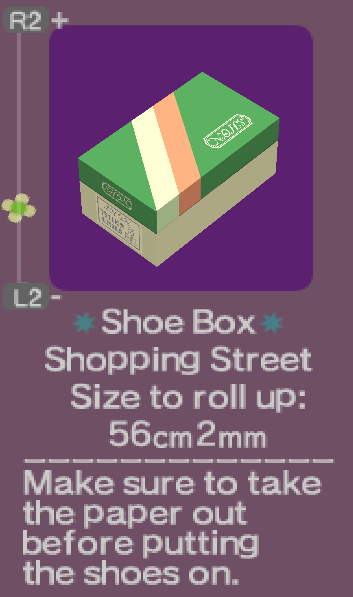 R2 +
L2 -
Shoe Box
Shopping Street
Size to roll up:
56cm2mm
Make sure to take
the paper out
before putting
the shoes on.